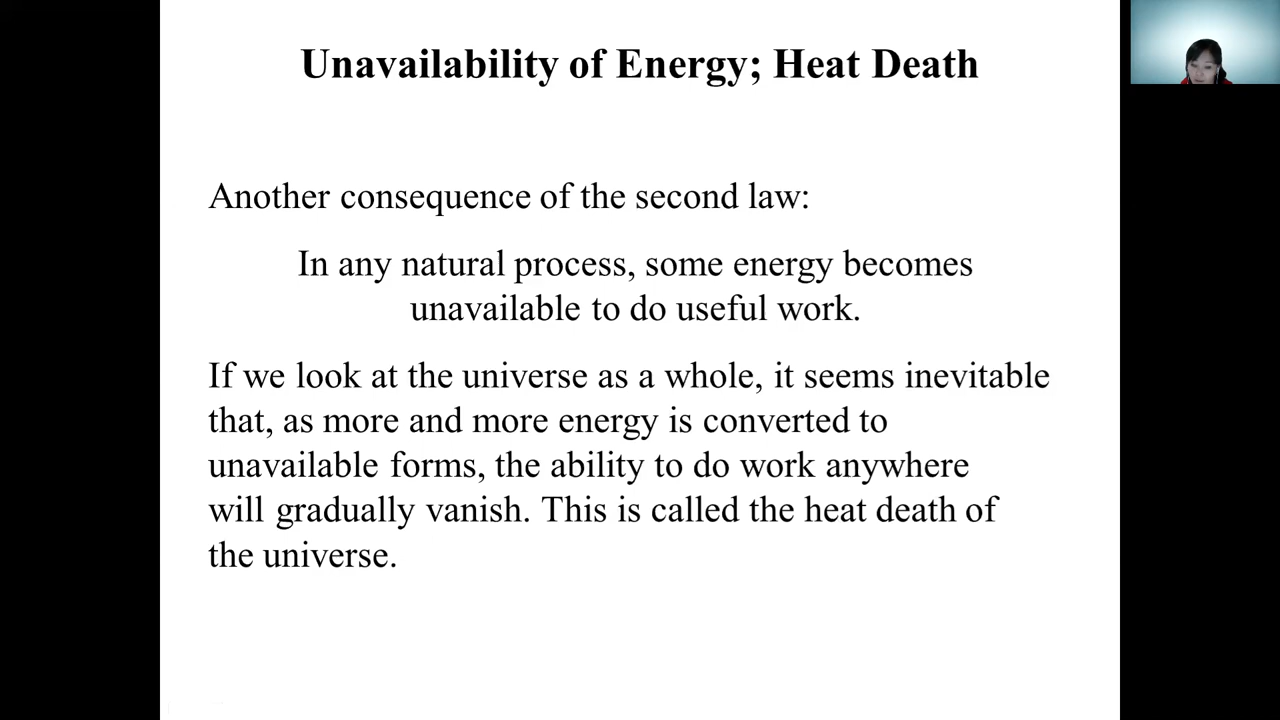 Unavailability of Energy; Heat Death
Another consequence of the second law:
In any natural process, some energy becomes
unavailable to do useful work.
If we look at the universe as a whole, it seems inevitable
that, as more and more energy is converted to
unavailable forms, the ability to do work anywhere
will gradually vanish. This is called the heat death of
the universe.